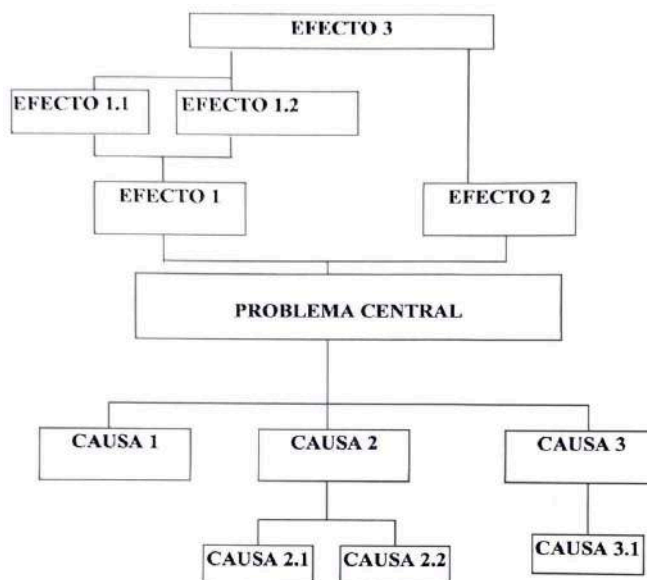 EFECTO 3
EFECTO 1.1
EFECTO 1.2
EFECTO 1
EFECTO 2
PROBLEMA CENTRAL
CAUSA 1
CAUSA 2
CAUSA 3
CAUSA 2.1
CAUSA 2.2
CAUSA 3.1